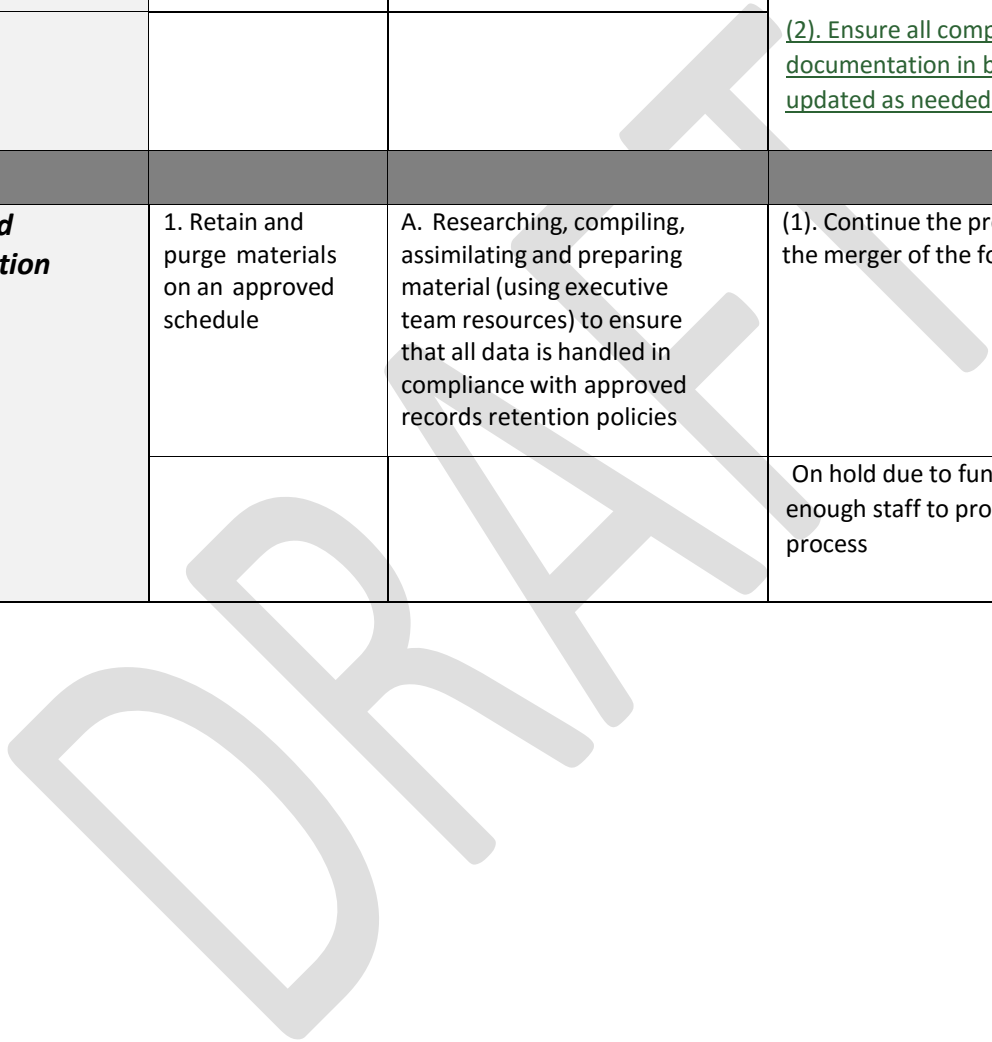 (2). Ensure all comp
documentation in b
updated as needed
d
tion
1. Retain and
purge materials
on an approved
schedule
A. Researching, compiling,
assimilating and preparing
material (using executive
team resources) to ensure
that all data is handled in
compliance with approved
records retention policies
(1). Continue the pr
the merger of the fo
On hold due to fun
enough staff to pro
process
DRAFT